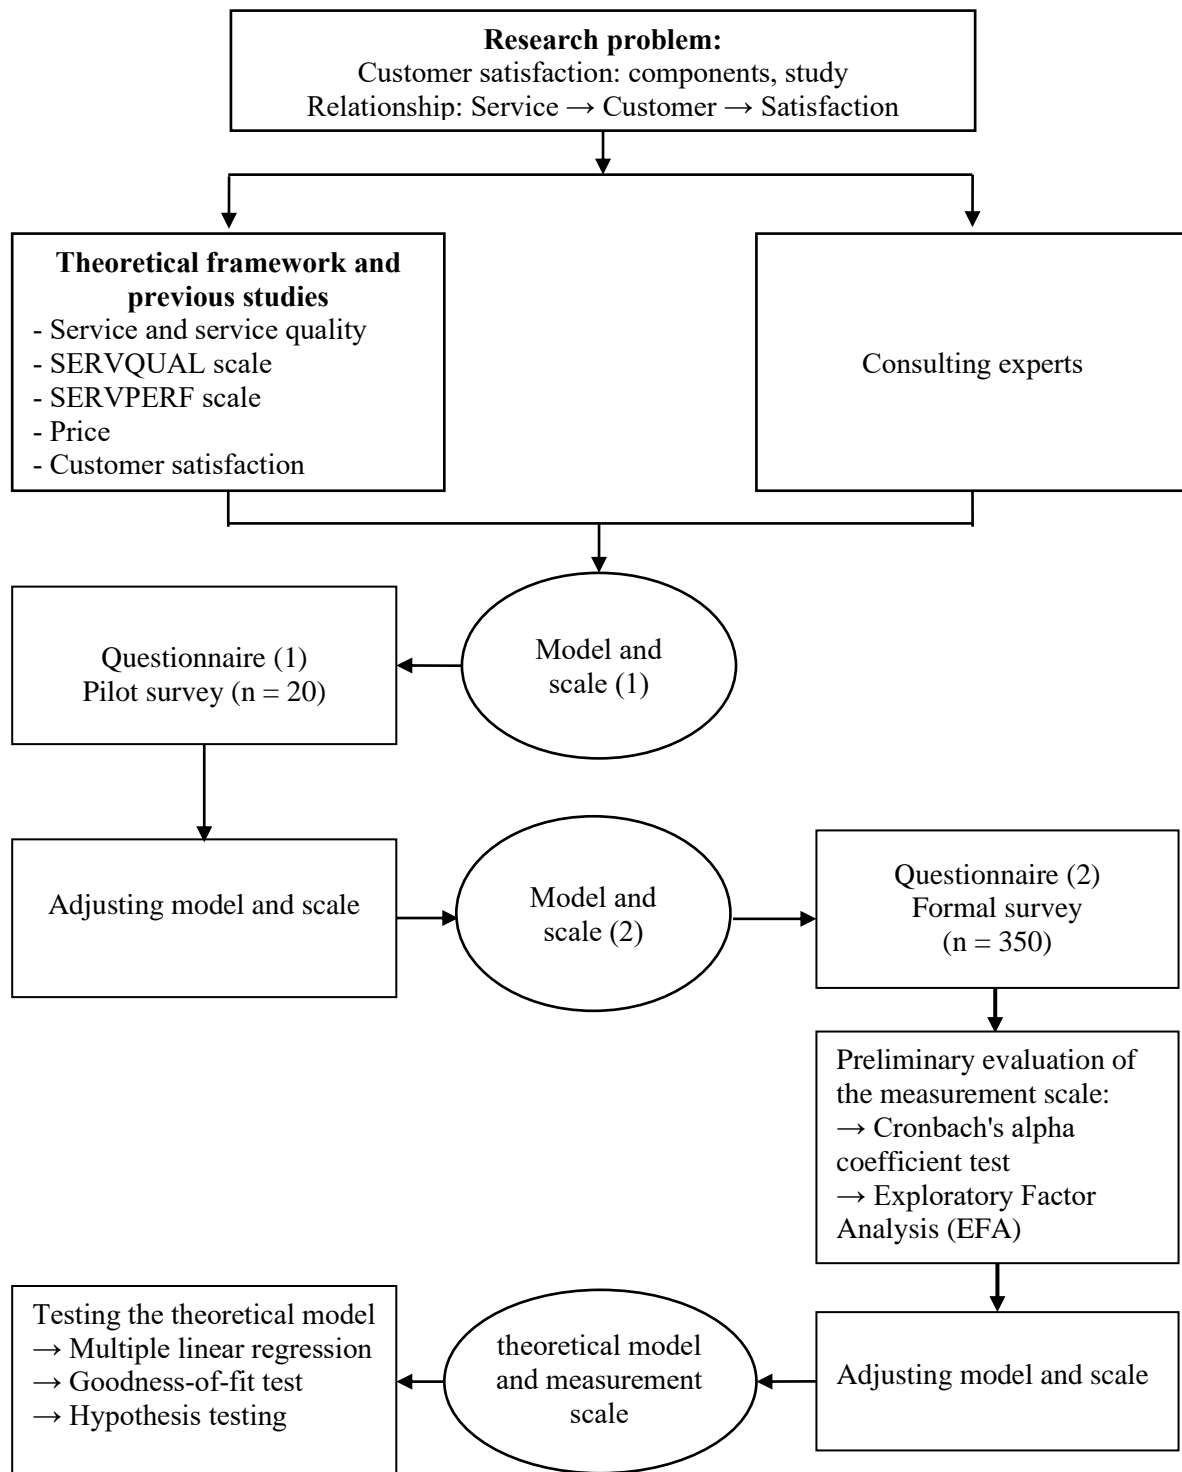 Research problem:
Customer satisfaction: components, study
Relationship: Service → Customer → Satisfaction
Theoretical framework and
previous studies
- Service and service quality
- SERVQUAL scale
- SERVPERF scale
- Price
- Customer satisfaction
Consulting experts
Model and
scale (1)
Questionnaire (1)
Pilot survey (n = 20)
Adjusting model and scale
Model and
scale (2)
Questionnaire (2)
Formal survey
(n = 350)
Preliminary evaluation of
the measurement scale:
→ Cronbach's alpha
coefficient test
→ Exploratory Factor
Analysis (EFA)
Adjusting model and scale
theoretical model
and measurement
scale
Testing the theoretical model
→ Multiple linear regression
→ Goodness-of-fit test
→ Hypothesis testing